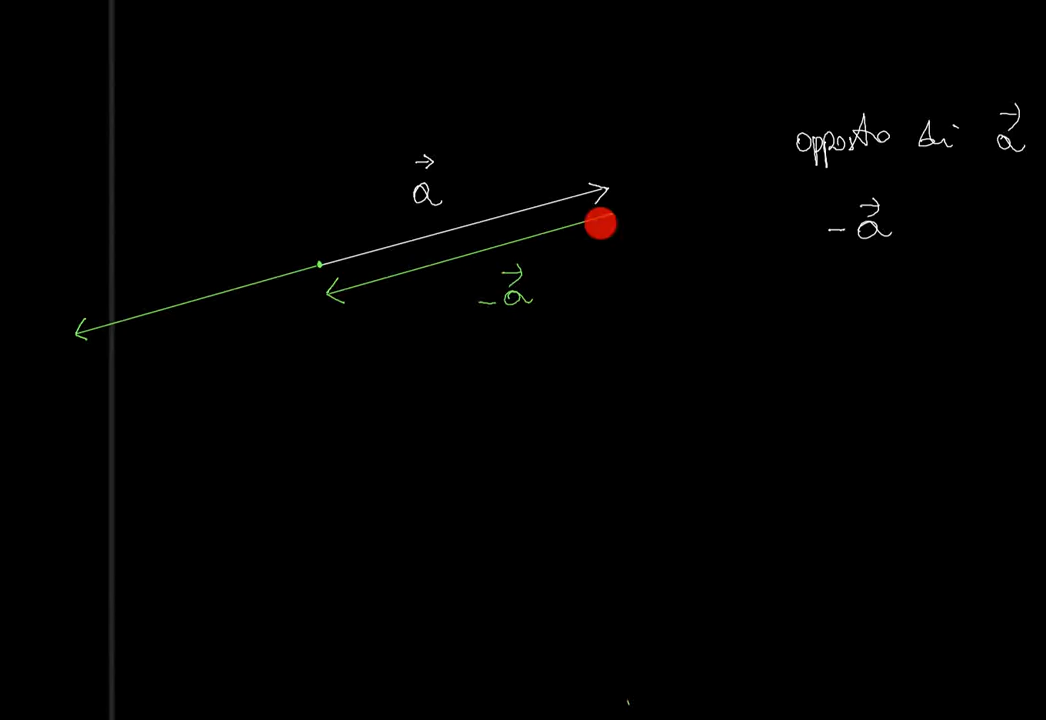 opposto di a⃗
a⃗
-a⃗
-a⃗